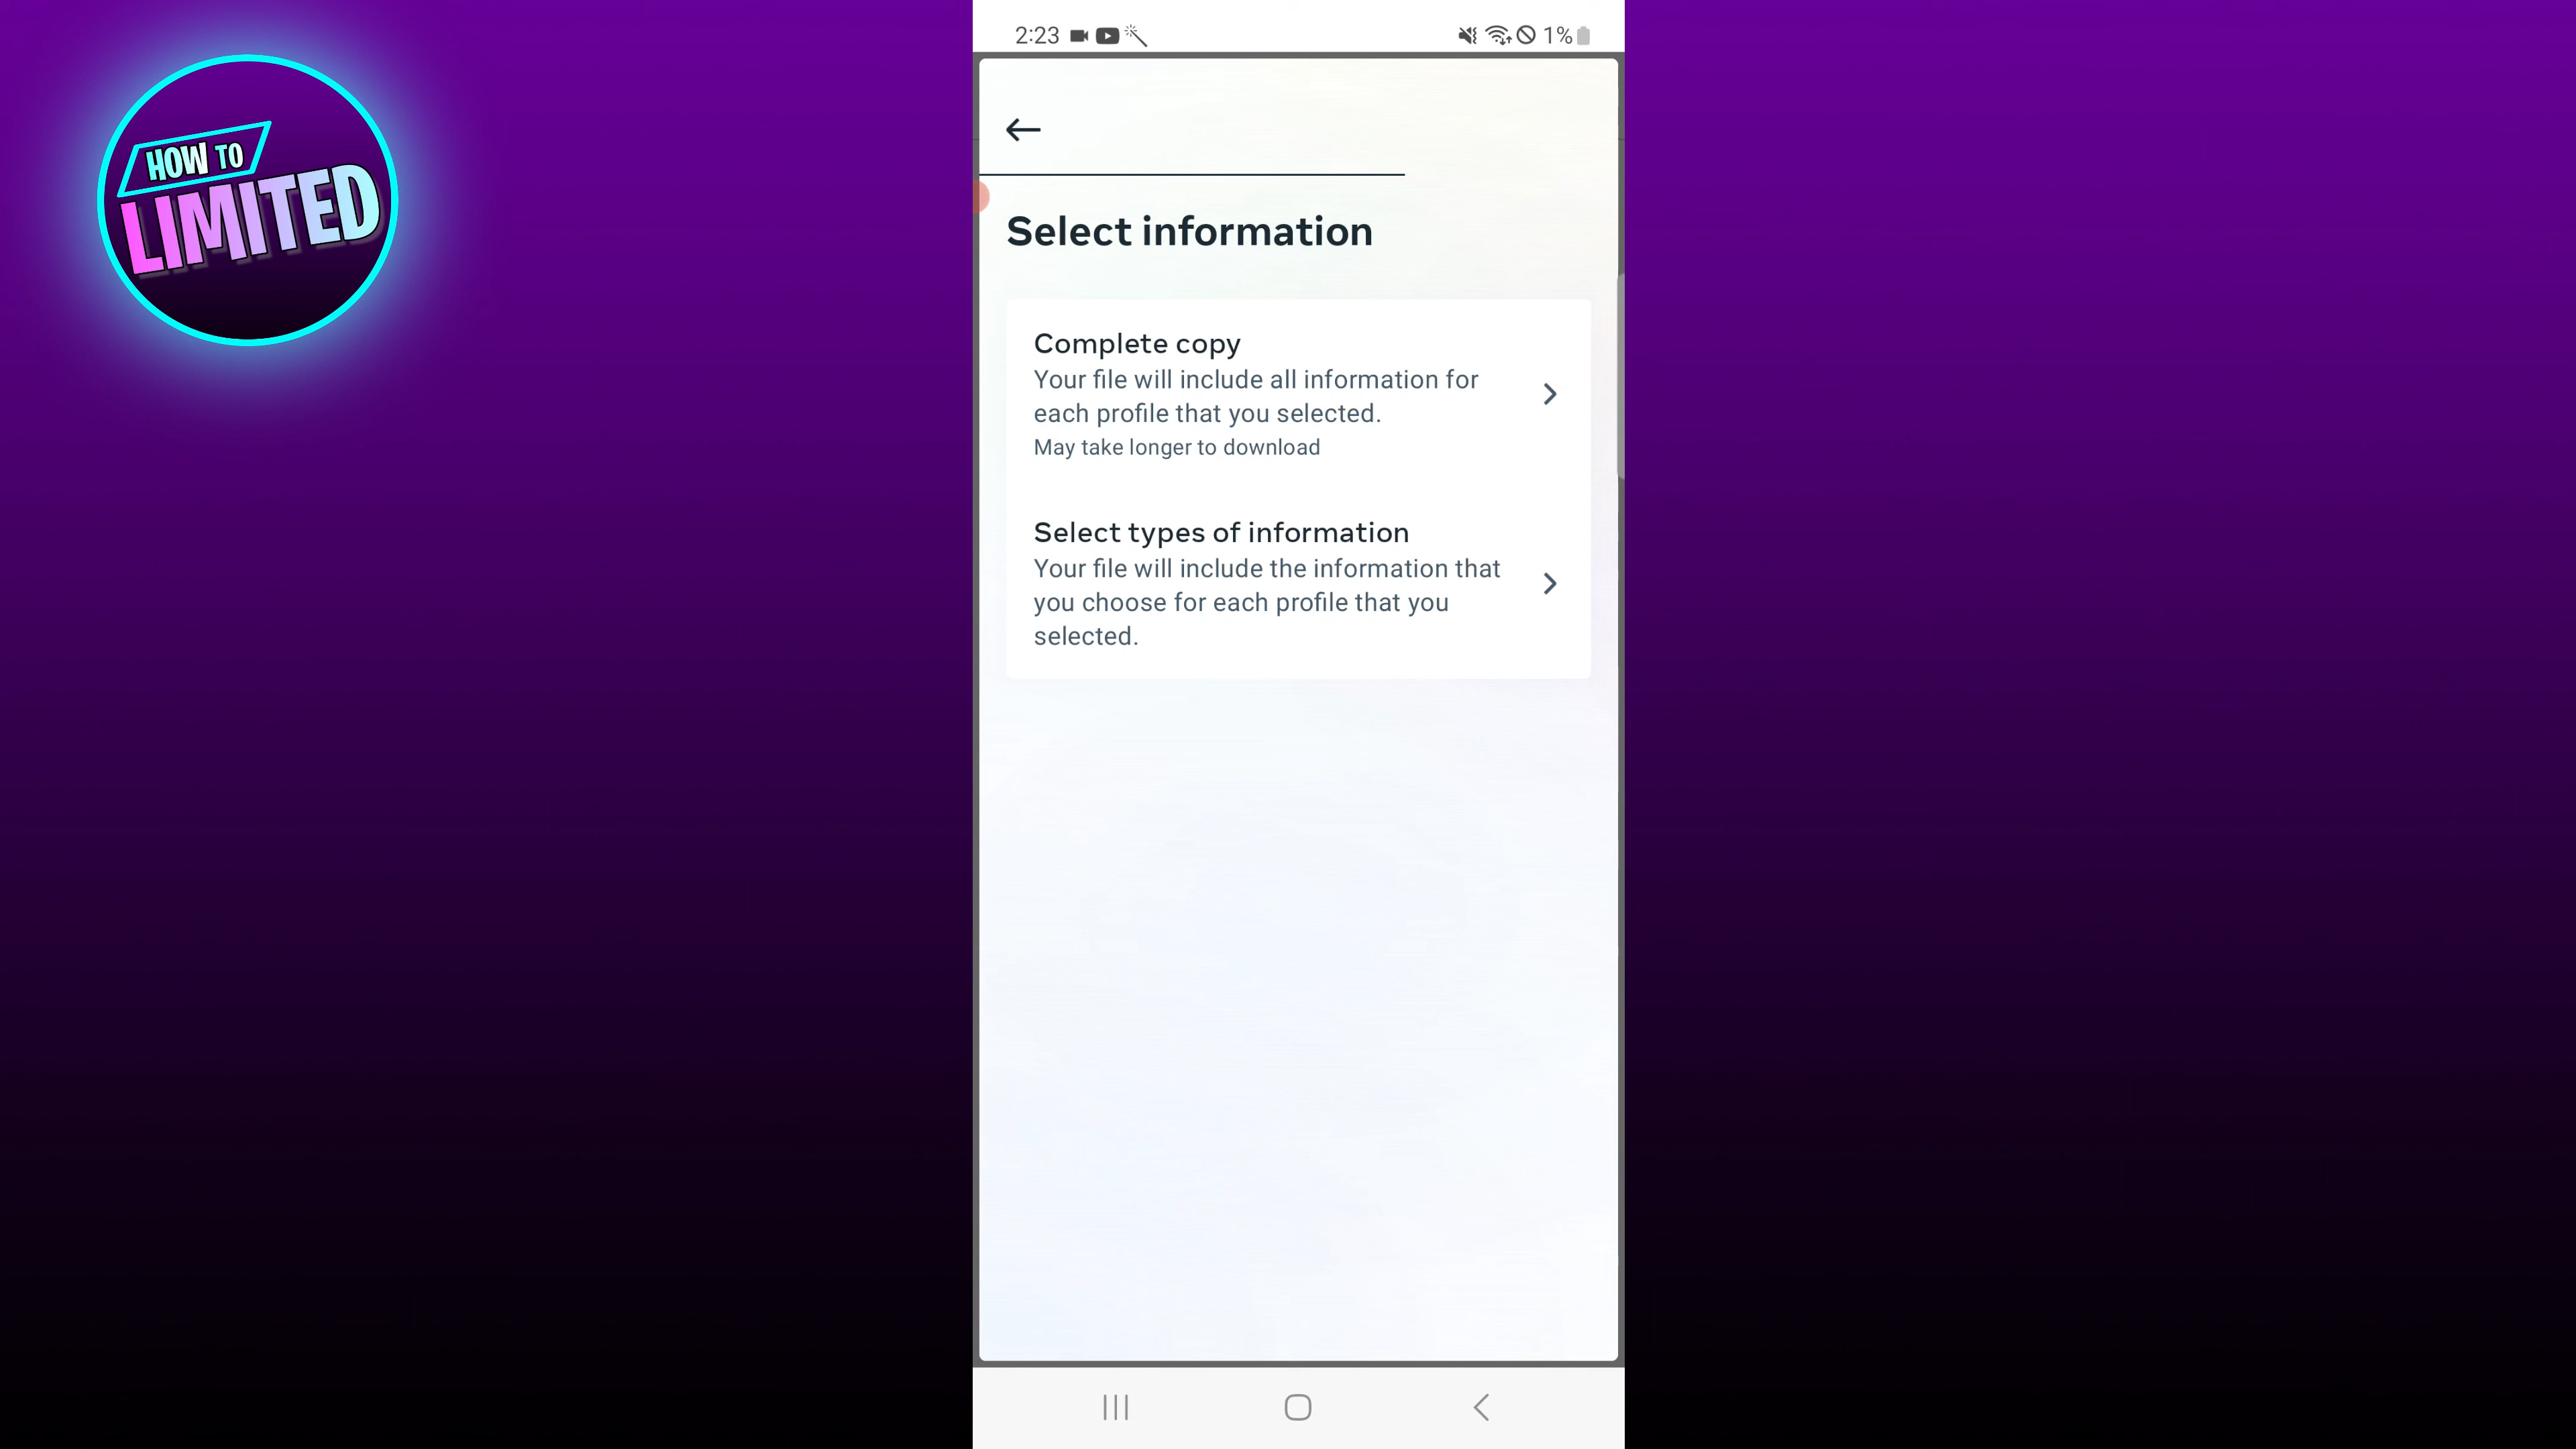 HOW TO
LIMITED
2:23
1%
Select information
Complete copy
Your file will include all information for
each profile that you selected.
May take longer to download
Select types of information
Your file will include the information that
you choose for each profile that you
selected.